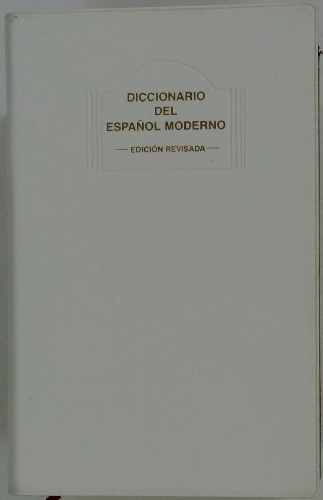 DICCIONARIO
DEL
ESPAÑOL MODERNO
EDICIÓN REVISADA